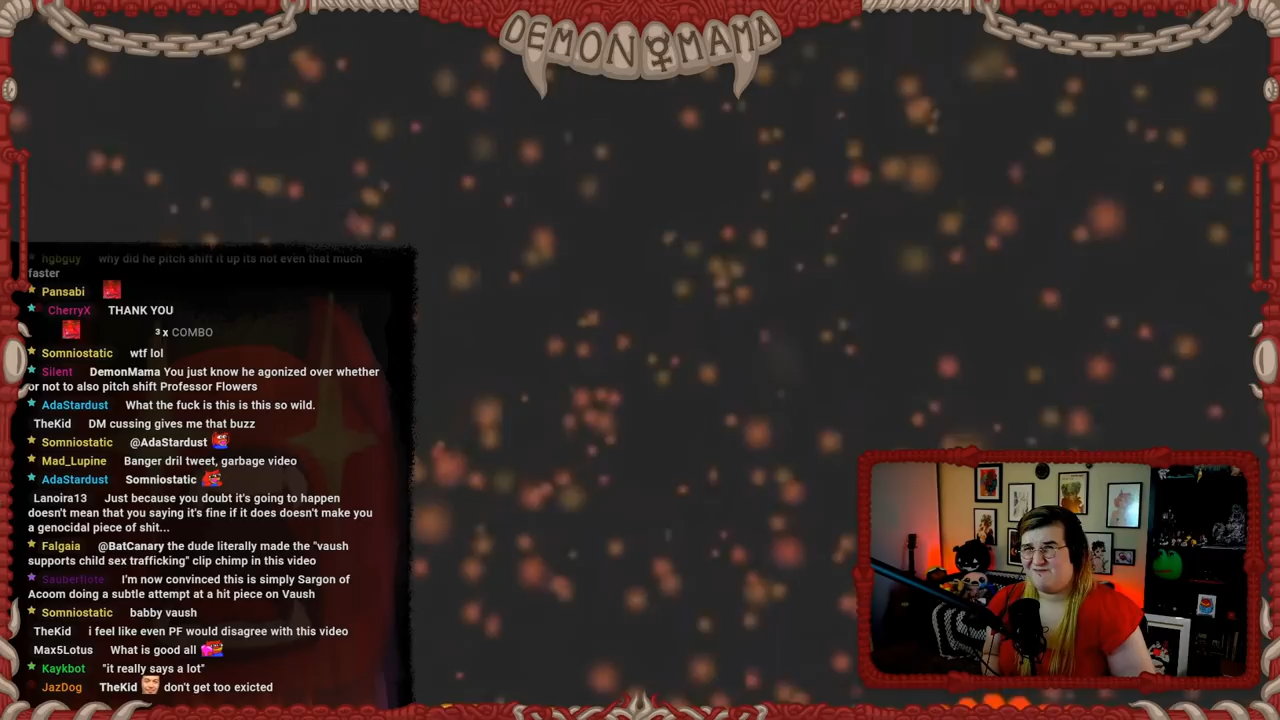 DEMON MAMA
hgbguy why did he pitch shift it up its not even that much
faster
Pansabi
CherryX THANK YOU
3 x COMBO
Somniostatic wtf lol
Silent DemonMama You just know he agonized over whether
or not to also pitch shift Professor Flowers
AdaStardust What the fuck is this is this so wild.
TheKid DM cussing gives me that buzz
Somniostatic @AdaStardust
Mad_Lupine Banger dril tweet, garbage video
AdaStardust Somniostatic
Lanoira13 Just because you doubt it's going to happen
doesn't mean that you saying it's fine if it does doesn't make you
a genocidal piece of shit...
Falgaia @BatCanary the dude literally made the "vaush
supports child sex trafficking" clip chimp in this video
Sauberflote I'm now convinced this is simply Sargon of
Acoom doing a subtle attempt at a hit piece on Vaush
Somniostatic babby vaush
TheKid i feel like even PF would disagree with this video
Max5Lotus What is good all
Kaykbot "it really says a lot"
JazDog TheKid don't get too exicted